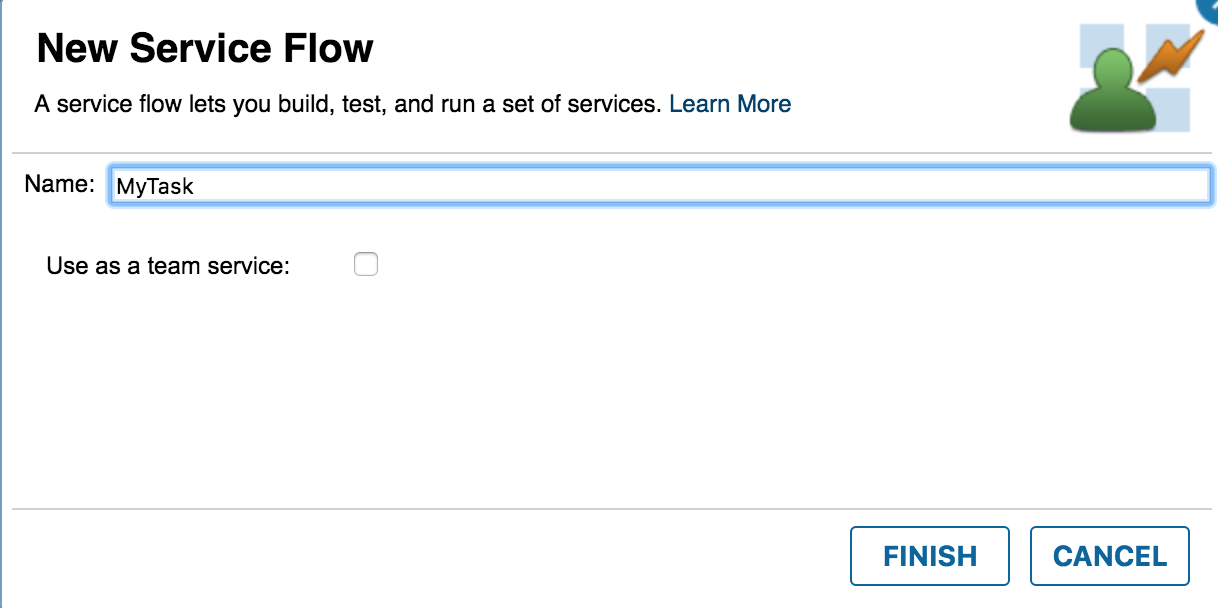 New Service Flow
A service flow lets you build, test, and run a set of services. Learn More
Name: MyTask
Use as a team service:
FINISH CANCEL